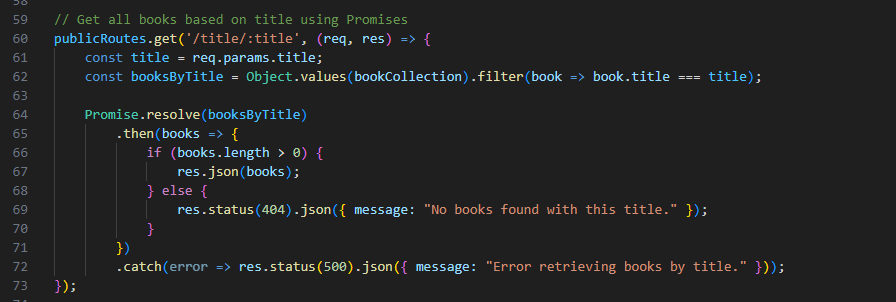 59 // Get all books based on title using Promises
60 publicRoutes.get('/title/:title', (req, res) => {
61     const title = req.params.title;
62     const booksByTitle = Object.values(bookCollection).filter(book => book.title === title);
63
64     Promise.resolve(booksByTitle)
65         .then(books => {
66             if (books.length > 0) {
67                 res.json(books);
68             } else {
69                 res.status(404).json({ message: "No books found with this title." });
70             }
71         })
72         .catch(error => res.status(500).json({ message: "Error retrieving books by title." }));
73 });